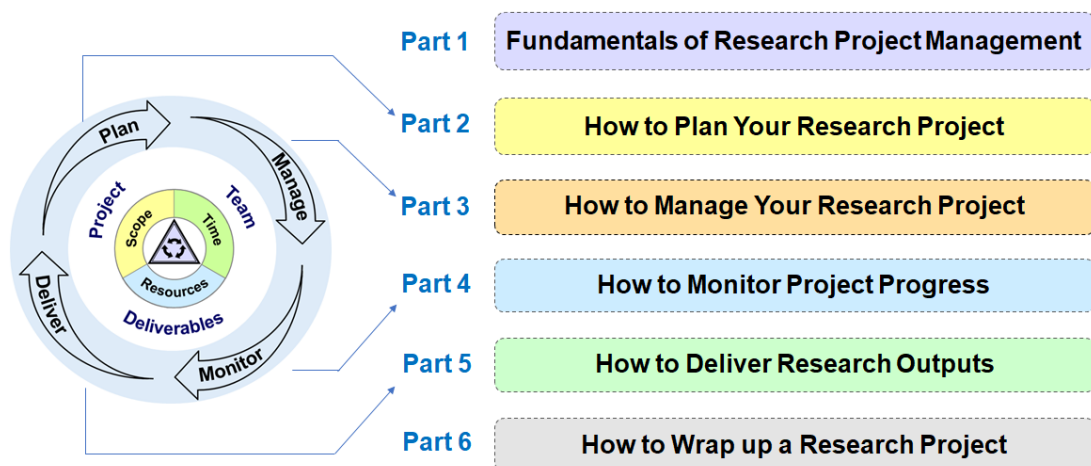 Plan
Manage
Monitor
Deliver
Project
Team
Deliverables
Scope
Time
Resources
Part 1
Fundamentals of Research Project Management
Part 2
How to Plan Your Research Project
Part 3
How to Manage Your Research Project
Part 4
How to Monitor Project Progress
Part 5
How to Deliver Research Outputs
Part 6
How to Wrap up a Research Project